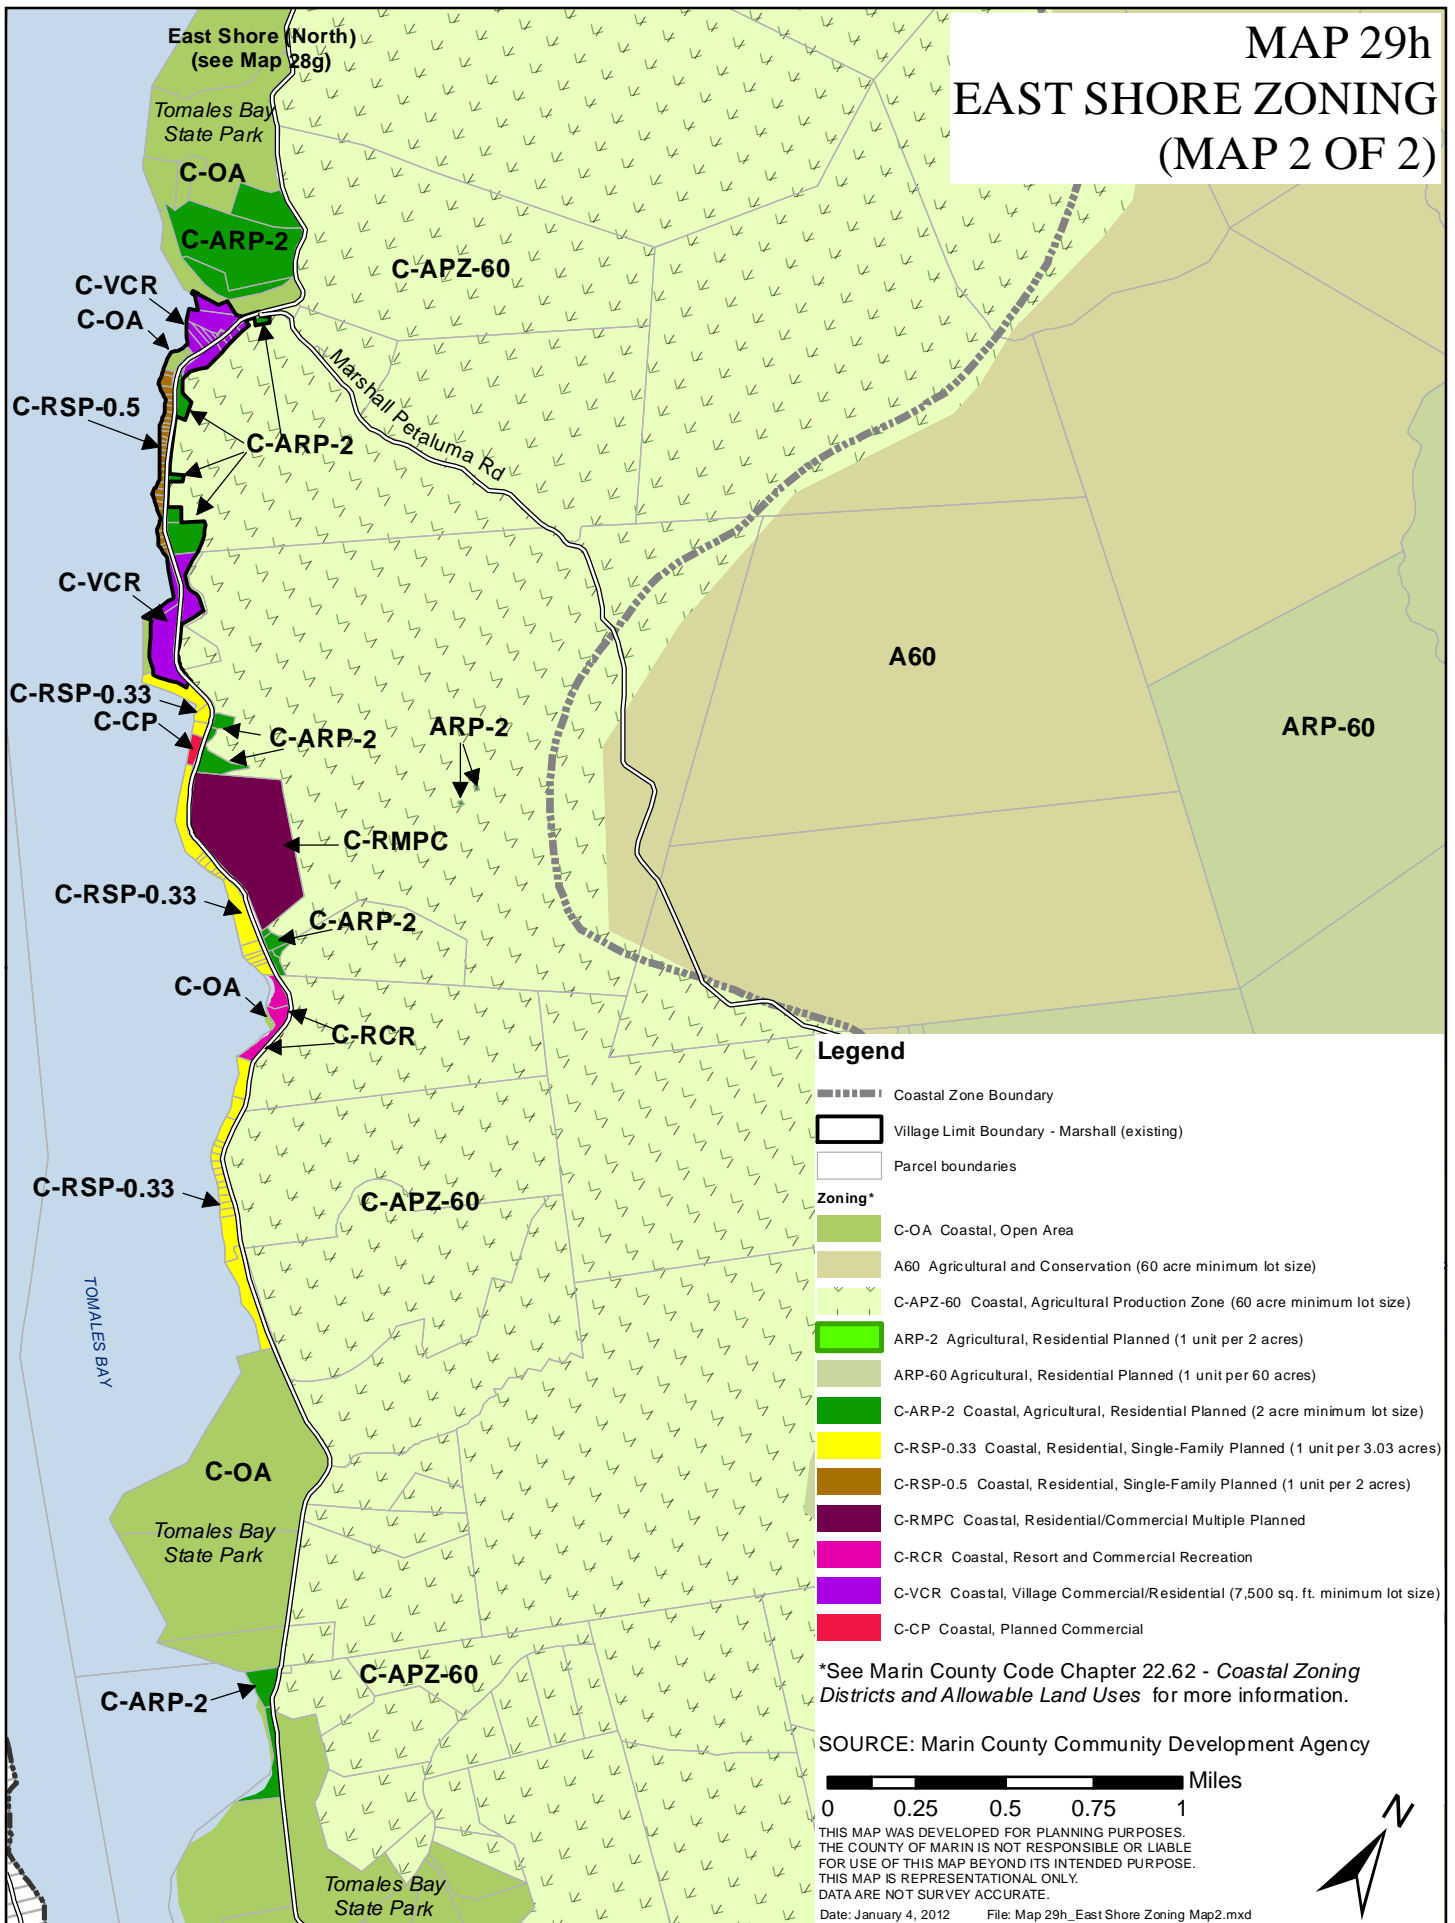 MAP 29h
EAST SHORE ZONING
(MAP 2 OF 2)
East Shore (North)
(see Map 28g)
Tomales Bay
State Park
C-OA
C-ARP-2
C-APZ-60
C-VCR
C-OA
Marshall Petaluma Rd
C-RSP-0.5
C-ARP-2
C-VCR
A60
C-RSP-0.33
C-CP
C-ARP-2
ARP-2
ARP-60
C-RMPC
C-RSP-0.33
C-ARP-2
C-OA
C-RCR
C-RSP-0.33
C-APZ-60
TOMALES BAY
C-OA
Tomales Bay
State Park
C-APZ-60
C-ARP-2
Tomales Bay
State Park
Legend
Coastal Zone Boundary
Village Limit Boundary - Marshall (existing)
Parcel boundaries
Zoning*
C-OA Coastal, Open Area
A60 Agricultural and Conservation (60 acre minimum lot size)
C-APZ-60 Coastal, Agricultural Production Zone (60 acre minimum lot size)
ARP-2 Agricultural, Residential Planned (1 unit per 2 acres)
ARP-60 Agricultural, Residential Planned (1 unit per 60 acres)
C-ARP-2 Coastal, Agricultural, Residential Planned (2 acre minimum lot size)
C-RSP-0.33 Coastal, Residential, Single-Family Planned (1 unit per 3.03 acres)
C-RSP-0.5 Coastal, Residential, Single-Family Planned (1 unit per 2 acres)
C-RMPC Coastal, Residential/Commercial Multiple Planned
C-RCR Coastal, Resort and Commercial Recreation
C-VCR Coastal, Village Commercial/Residential (7,500 sq. ft. minimum lot size)
C-CP Coastal, Planned Commercial
*See Marin County Code Chapter 22.62 - Coastal Zoning
Districts and Allowable Land Uses for more information.
SOURCE: Marin County Community Development Agency
Miles
0 0.25 0.5 0.75 1
N
THIS MAP WAS DEVELOPED FOR PLANNING PURPOSES.
THE COUNTY OF MARIN IS NOT RESPONSIBLE OR LIABLE
FOR USE OF THIS MAP BEYOND ITS INTENDED PURPOSE.
THIS MAP IS REPRESENTATIONAL ONLY.
DATA ARE NOT SURVEY ACCURATE.
Date: January 4, 2012 File: Map 29h_East Shore Zoning Map2.mxd